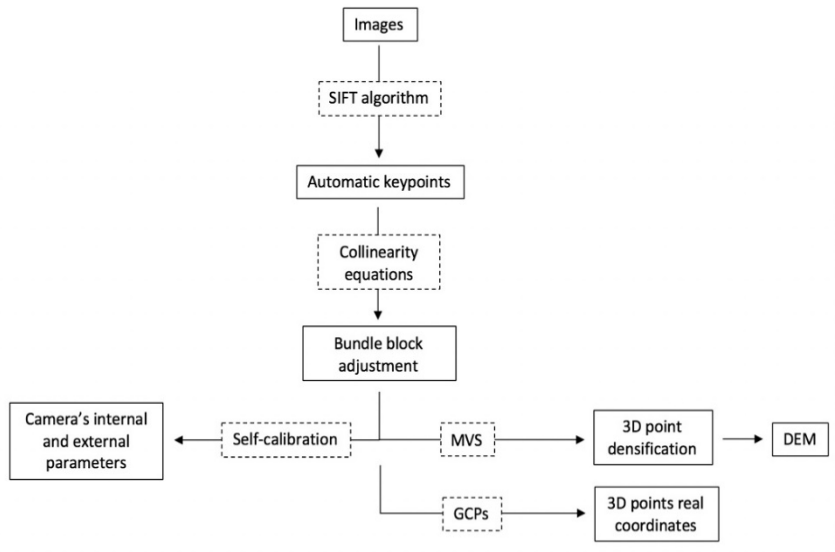 Images
SIFT algorithm
Automatic keypoints
Collinearity
equations
Bundle block
adjustment
Camera's internal
and external
parameters
Self-calibration
MVS
3D point
densification
DEM
GCPs
3D points real
coordinates